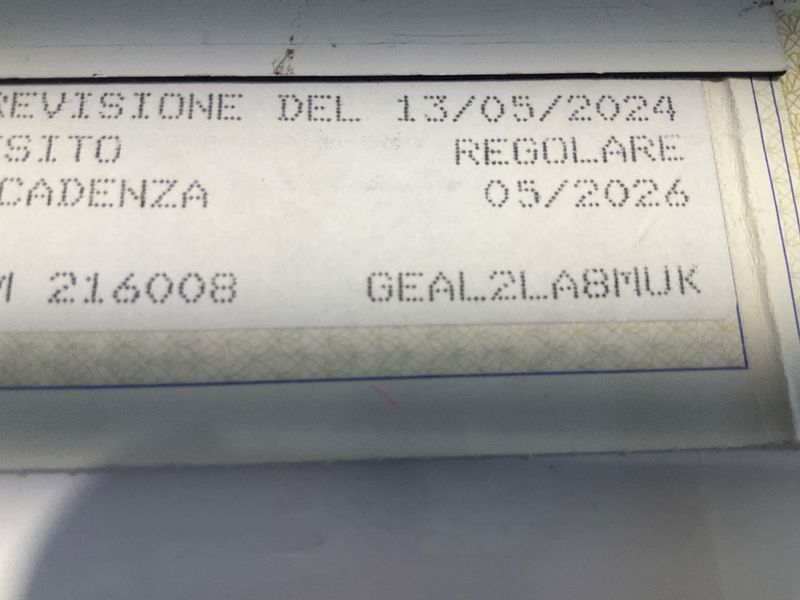 REVISIONE DEL 13/05/2024
SITO REGOLARE
CADENZA 05/2026
M 216008 GEAL2LA8MUK